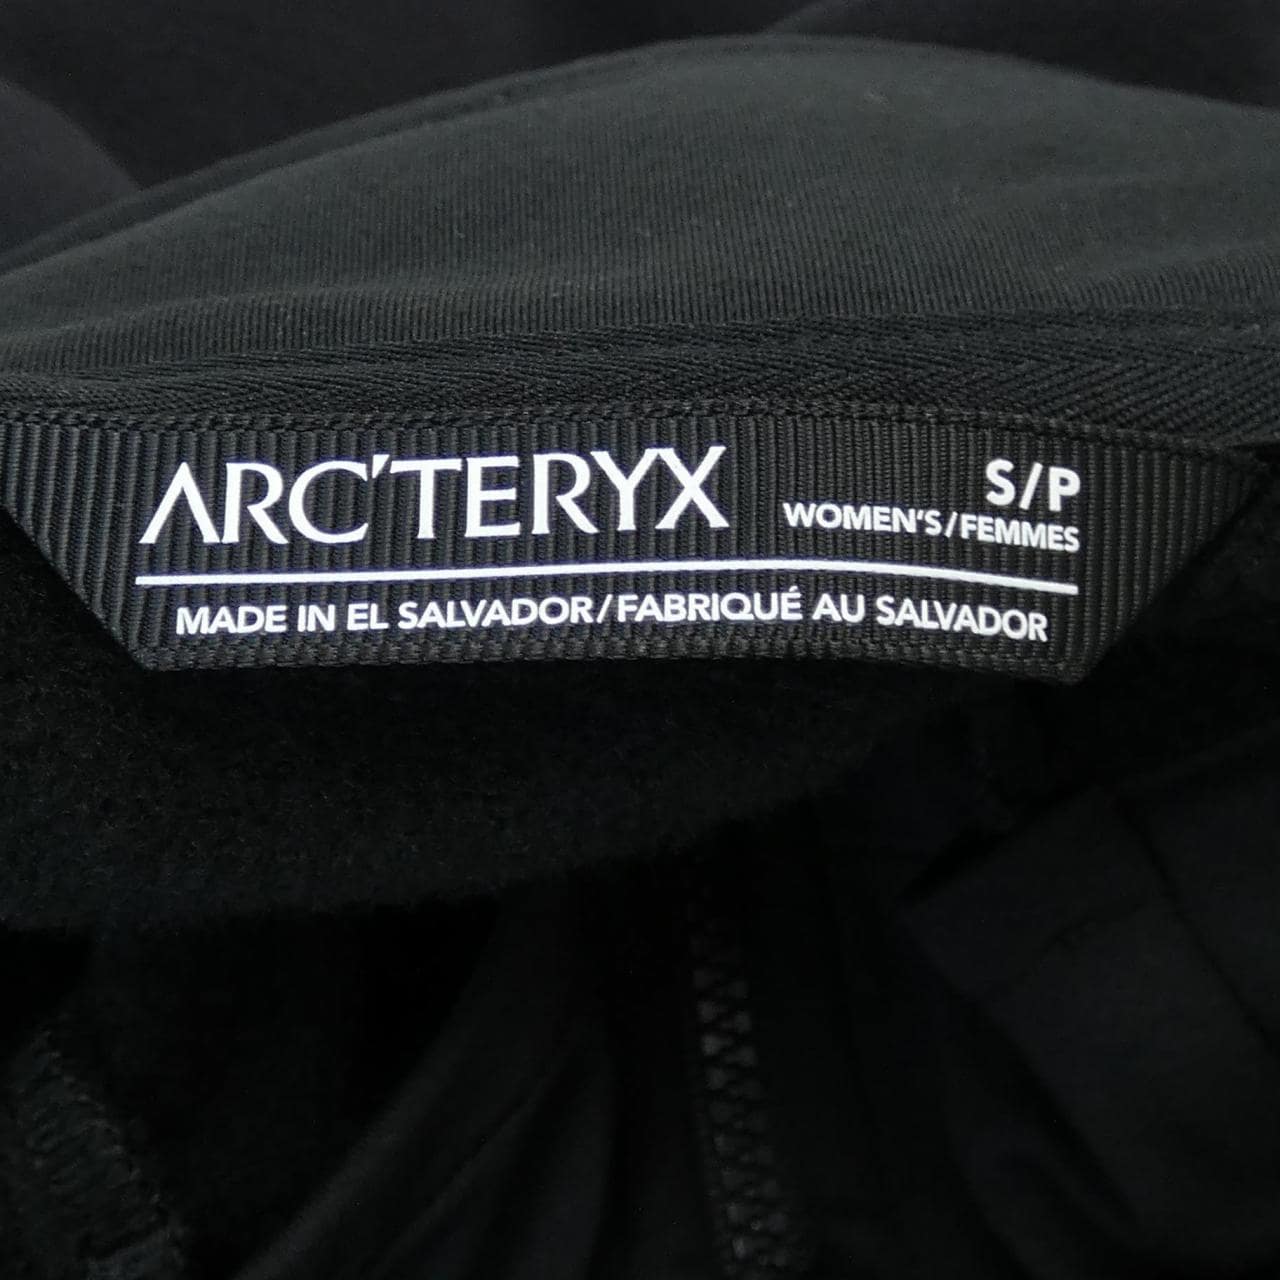 ARC'TERYX
S/P
WOMEN'S/FEMMES
MADE IN EL SALVADOR/FABRIQUÉ AU SALVADOR